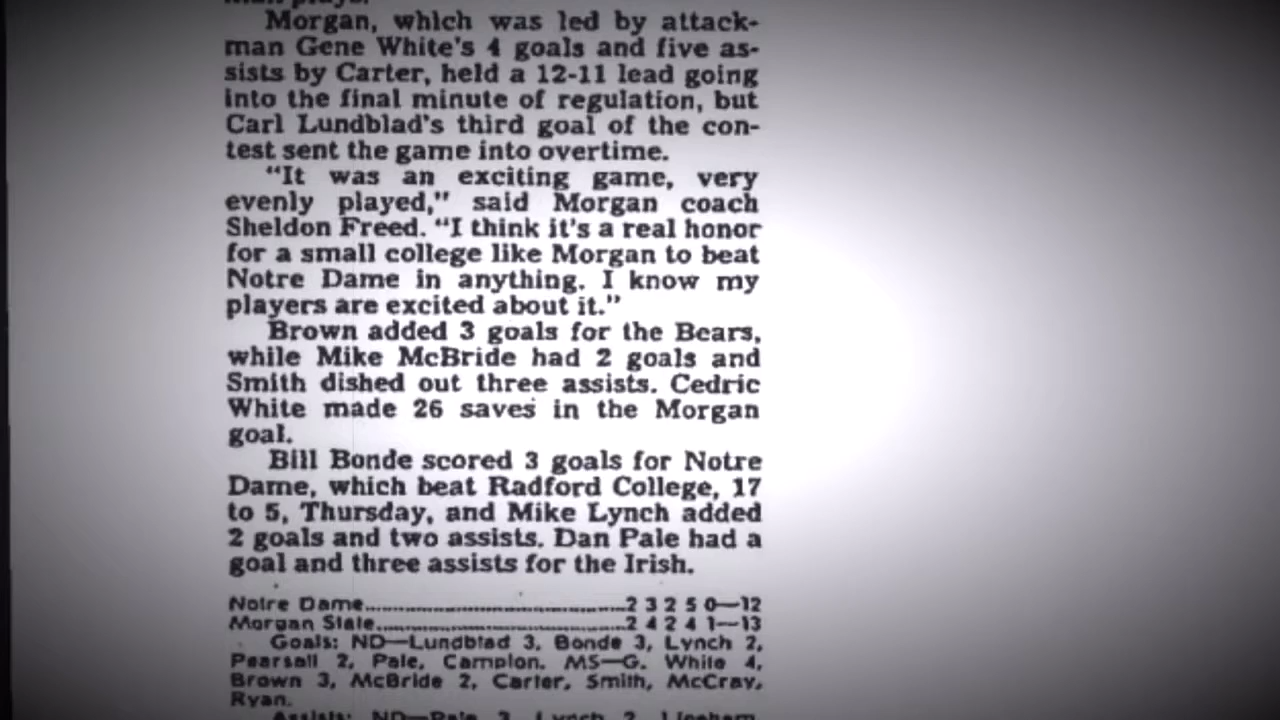 Morgan, which was led by attack-
man Gene White's 4 goals and five as-
sists by Carter, held a 12-11 lead going
into the final minute of regulation, but
Carl Lundblad's third goal of the con-
test sent the game into overtime.
"It was an exciting game, very
evenly played," said Morgan coach
Sheldon Freed. "I think it's a real honor
for a small college like Morgan to beat
Notre Dame in anything. I know my
players are excited about it."
Brown added 3 goals for the Bears,
while Mike McBride had 2 goals and
Smith dished out three assists. Cedric
White made 26 saves in the Morgan
goal.
Bill Bonde scored 3 goals for Notre
Dame, which beat Radford College, 17
to 5, Thursday, and Mike Lynch added
2 goals and two assists. Dan Pale had a
goal and three assists for the Irish.
Notre Dame..............................2 3 2 5 0—12
Morgan State............................2 4 2 4 1—13
Goals: ND—Lundblad 3, Bonde 3, Lynch 2,
Pearsall 2, Pale, Campion. MS—G. White 4,
Brown 3, McBride 2, Carter, Smith, McCray,
Ryan.
Assists: ND—Pale 3, Lynch 2,